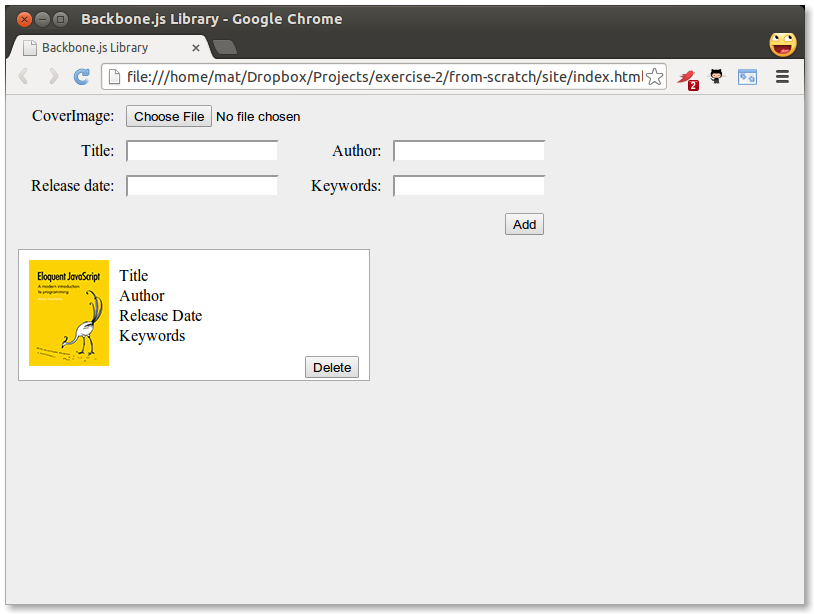 Backbone.js Library - Google Chrome
Backbone.js Library
file:///home/mat/Dropbox/Projects/exercise-2/from-scratch/site/index.html
2
CoverImage: Choose File No file chosen
Title: Author:
Release date: Keywords:
Add
Eloquent JavaScript
A modern introduction
to programming
Title
Author
Release Date
Keywords
Delete